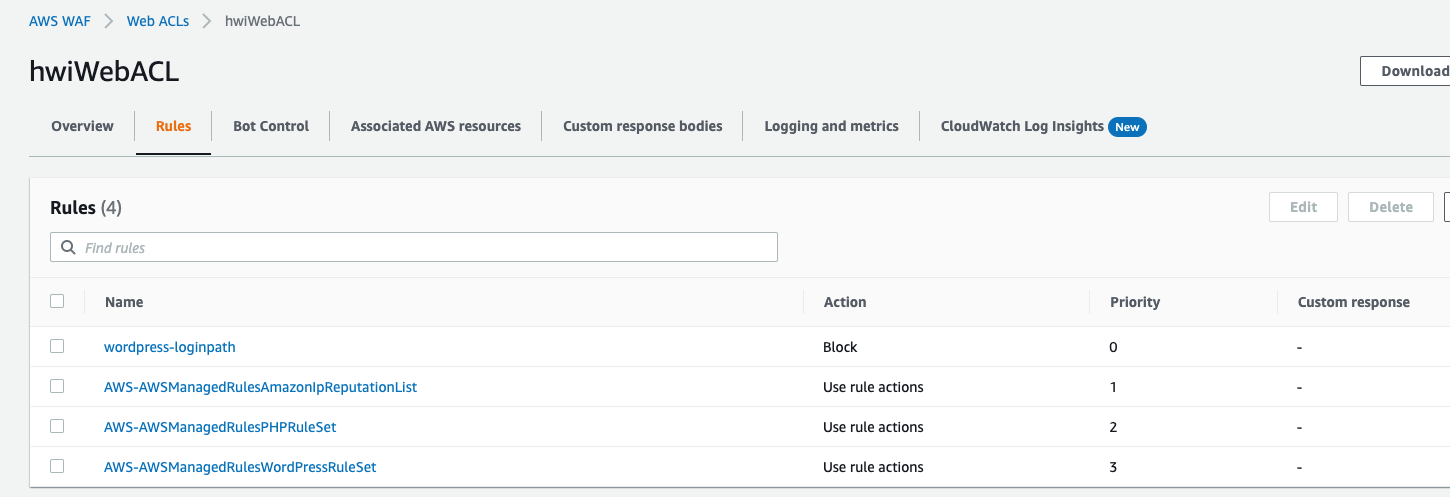 AWS WAF > Web ACLs > hwiWebACL
hwiWebACL
Download
Overview Rules Bot Control Associated AWS resources Custom response bodies Logging and metrics CloudWatch Log Insights New
Rules (4)
Edit Delete
Find rules
Name Action Priority Custom response
wordpress-loginpath Block 0 -
AWS-AWSManagedRulesAmazonIpReputationList Use rule actions 1 -
AWS-AWSManagedRulesPHPRuleSet Use rule actions 2 -
AWS-AWSManagedRulesWordPressRuleSet Use rule actions 3 -